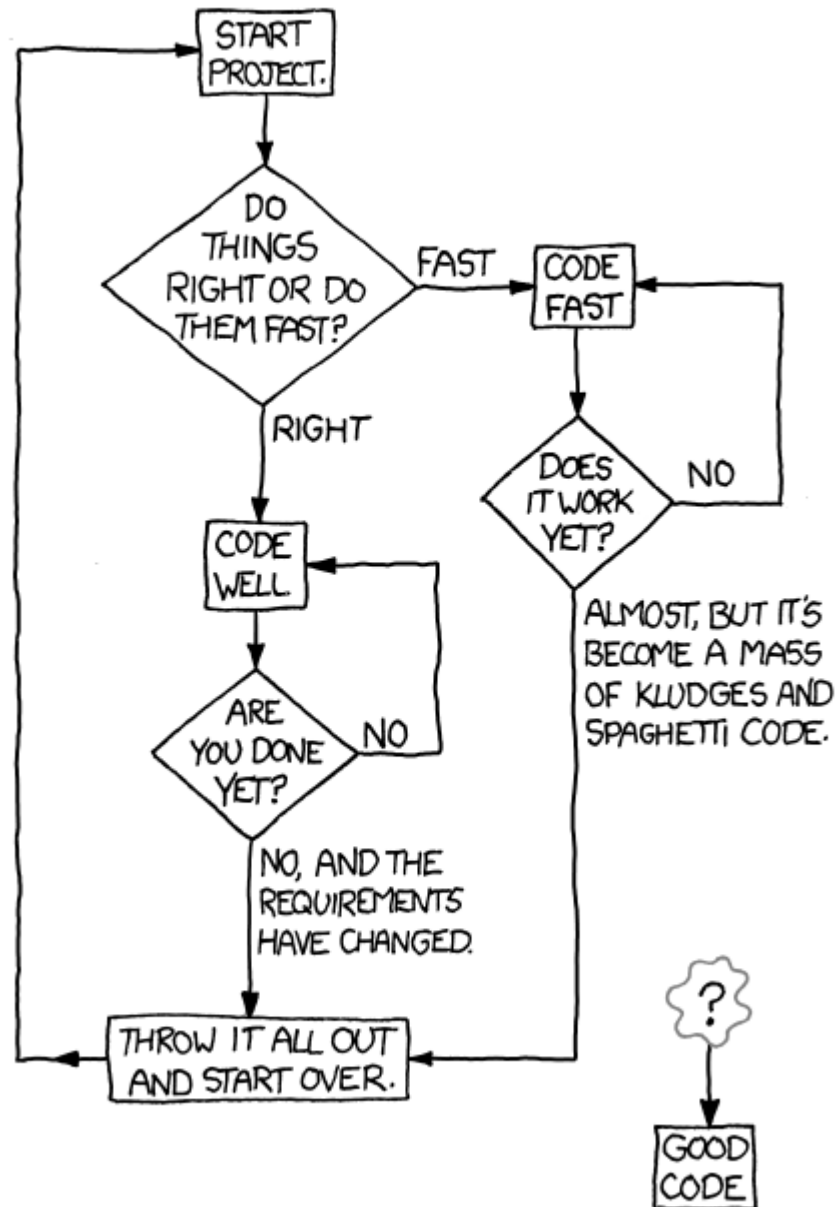 START
PROJECT.
DO
THINGS
RIGHT OR DO
THEM FAST?
FAST
CODE
FAST
RIGHT
DOES
IT WORK
YET?
NO
CODE
WELL.
ALMOST, BUT IT'S
BECOME A MASS
OF KLUDGES AND
SPAGHETTI CODE.
ARE
YOU DONE
YET?
NO
NO, AND THE
REQUIREMENTS
HAVE CHANGED.
THROW IT ALL OUT
AND START OVER.
?
GOOD
CODE